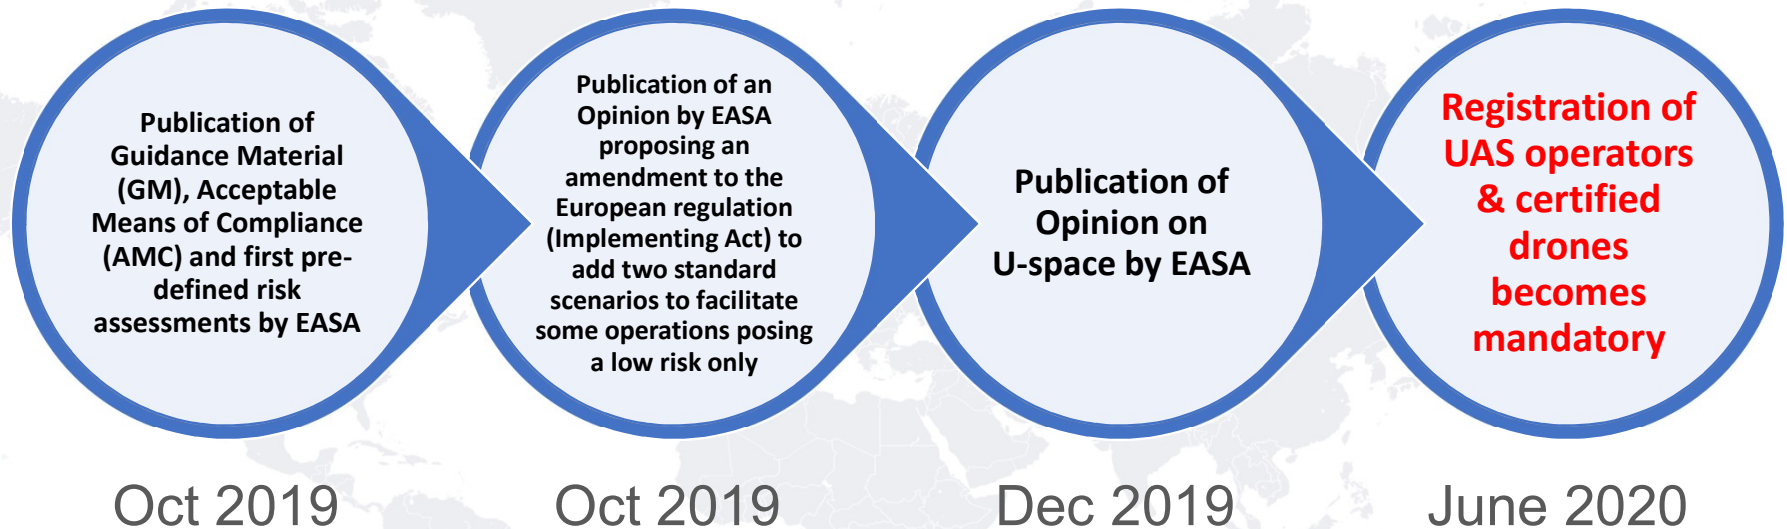 Publication of
Guidance Material
(GM), Acceptable
Means of Compliance
(AMC) and first pre-
defined risk
assessments by EASA
Publication of an
Opinion by EASA
proposing an
amendment to the
European regulation
(Implementing Act) to
add two standard
scenarios to facilitate
some operations posing
a low risk only
Publication of
Opinion on
U-space by EASA
Registration of
UAS operators
& certified
drones
becomes
mandatory
Oct 2019
Oct 2019
Dec 2019
June 2020